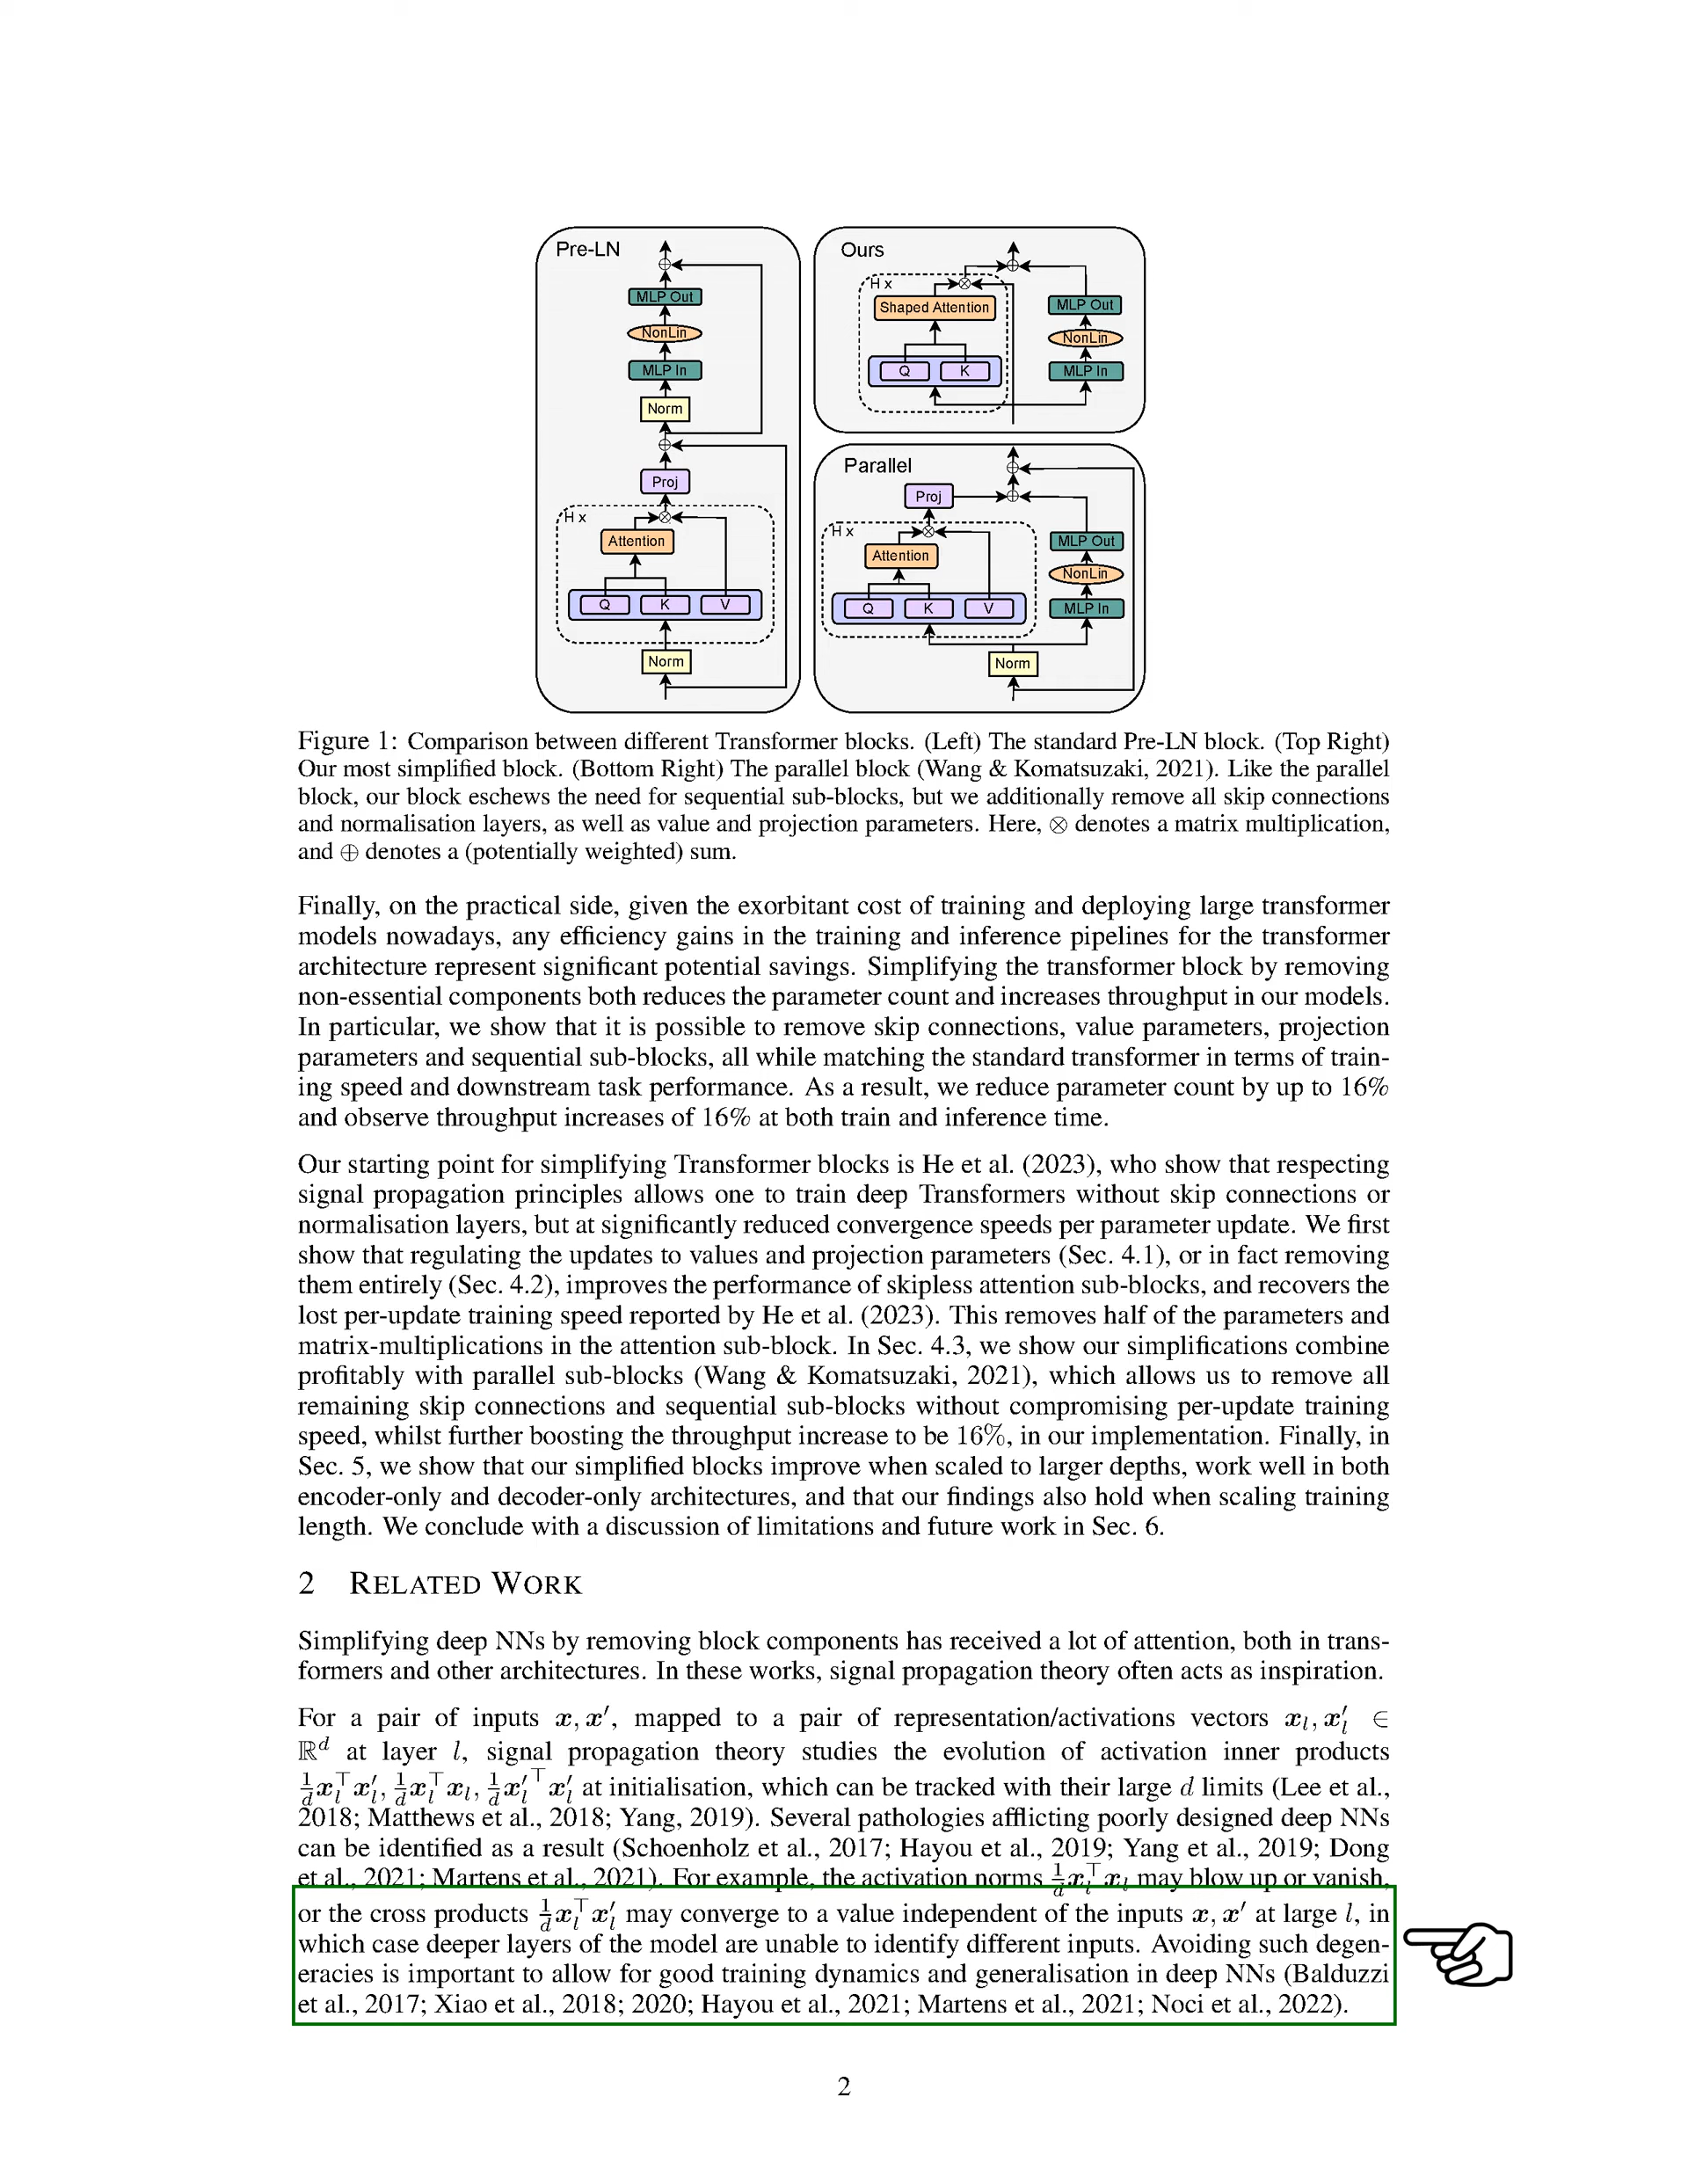 Pre-LN
MLP Out
NonLin
MLP In
Norm
Proj
H x
Attention
Q K V
Norm
Ours
H x
Shaped Attention
Q K
MLP Out
NonLin
MLP In
Parallel
Proj
H x
Attention
Q K V
MLP Out
NonLin
MLP In
Norm
Figure 1: Comparison between different Transformer blocks. (Left) The standard Pre-LN block. (Top Right)
Our most simplified block. (Bottom Right) The parallel block (Wang & Komatsuzaki, 2021). Like the parallel
block, our block eschews the need for sequential sub-blocks, but we additionally remove all skip connections
and normalisation layers, as well as value and projection parameters. Here, ⊗ denotes a matrix multiplication,
and ⊕ denotes a (potentially weighted) sum.
Finally, on the practical side, given the exorbitant cost of training and deploying large transformer
models nowadays, any efficiency gains in the training and inference pipelines for the transformer
architecture represent significant potential savings. Simplifying the transformer block by removing
non-essential components both reduces the parameter count and increases throughput in our models.
In particular, we show that it is possible to remove skip connections, value parameters, projection
parameters and sequential sub-blocks, all while matching the standard transformer in terms of train-
ing speed and downstream task performance. As a result, we reduce parameter count by up to 16%
and observe throughput increases of 16% at both train and inference time.
Our starting point for simplifying Transformer blocks is He et al. (2023), who show that respecting
signal propagation principles allows one to train deep Transformers without skip connections or
normalisation layers, but at significantly reduced convergence speeds per parameter update. We first
show that regulating the updates to values and projection parameters (Sec. 4.1), or in fact removing
them entirely (Sec. 4.2), improves the performance of skipless attention sub-blocks, and recovers the
lost per-update training speed reported by He et al. (2023). This removes half of the parameters and
matrix-multiplications in the attention sub-block. In Sec. 4.3, we show our simplifications combine
profitably with parallel sub-blocks (Wang & Komatsuzaki, 2021), which allows us to remove all
remaining skip connections and sequential sub-blocks without compromising per-update training
speed, whilst further boosting the throughput increase to be 16%, in our implementation. Finally, in
Sec. 5, we show that our simplified blocks improve when scaled to larger depths, work well in both
encoder-only and decoder-only architectures, and that our findings also hold when scaling training
length. We conclude with a discussion of limitations and future work in Sec. 6.
2 RELATED WORK
Simplifying deep NNs by removing block components has received a lot of attention, both in trans-
formers and other architectures. In these works, signal propagation theory often acts as inspiration.
For a pair of inputs x, x′, mapped to a pair of representation/activations vectors xₗ, x′ₗ ∈
ℝᵈ at layer l, signal propagation theory studies the evolution of activation inner products
1/d xₗ⊤x′ₗ, 1/d xₗ⊤xₗ, 1/d x′ₗ⊤x′ₗ at initialisation, which can be tracked with their large d limits (Lee et al.,
2018; Matthews et al., 2018; Yang, 2019). Several pathologies afflicting poorly designed deep NNs
can be identified as a result (Schoenholz et al., 2017; Hayou et al., 2019; Yang et al., 2019; Dong
et al., 2021; Martens et al., 2021). For example, the activation norms 1/d xₗ⊤xₗ may blow up or vanish,
or the cross products 1/d xₗ⊤x′ₗ may converge to a value independent of the inputs x, x′ at large l, in
which case deeper layers of the model are unable to identify different inputs. Avoiding such degen-
eracies is important to allow for good training dynamics and generalisation in deep NNs (Balduzzi
et al., 2017; Xiao et al., 2018; 2020; Hayou et al., 2021; Martens et al., 2021; Noci et al., 2022).
2